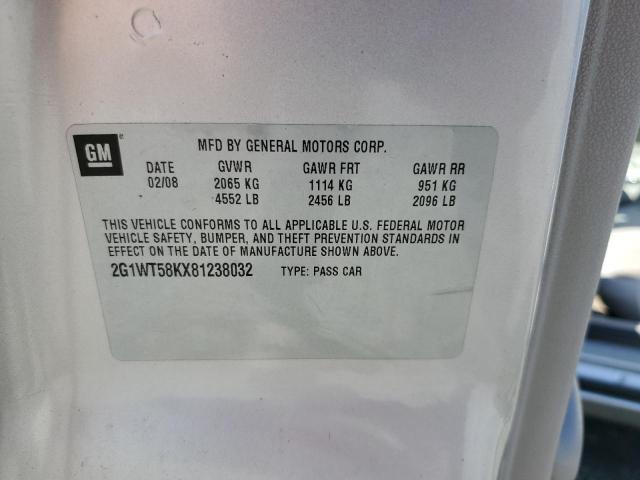 GM
MFD BY GENERAL MOTORS CORP.
DATE GVWR GAWR FRT GAWR RR
02/08 2065 KG 1114 KG 951 KG
4552 LB 2456 LB 2096 LB
THIS VEHICLE CONFORMS TO ALL APPLICABLE U.S. FEDERAL MOTOR
VEHICLE SAFETY, BUMPER, AND THEFT PREVENTION STANDARDS IN
EFFECT ON THE DATE OF MANUFACTURE SHOWN ABOVE.
2G1WT58KX81238032 TYPE: PASS CAR